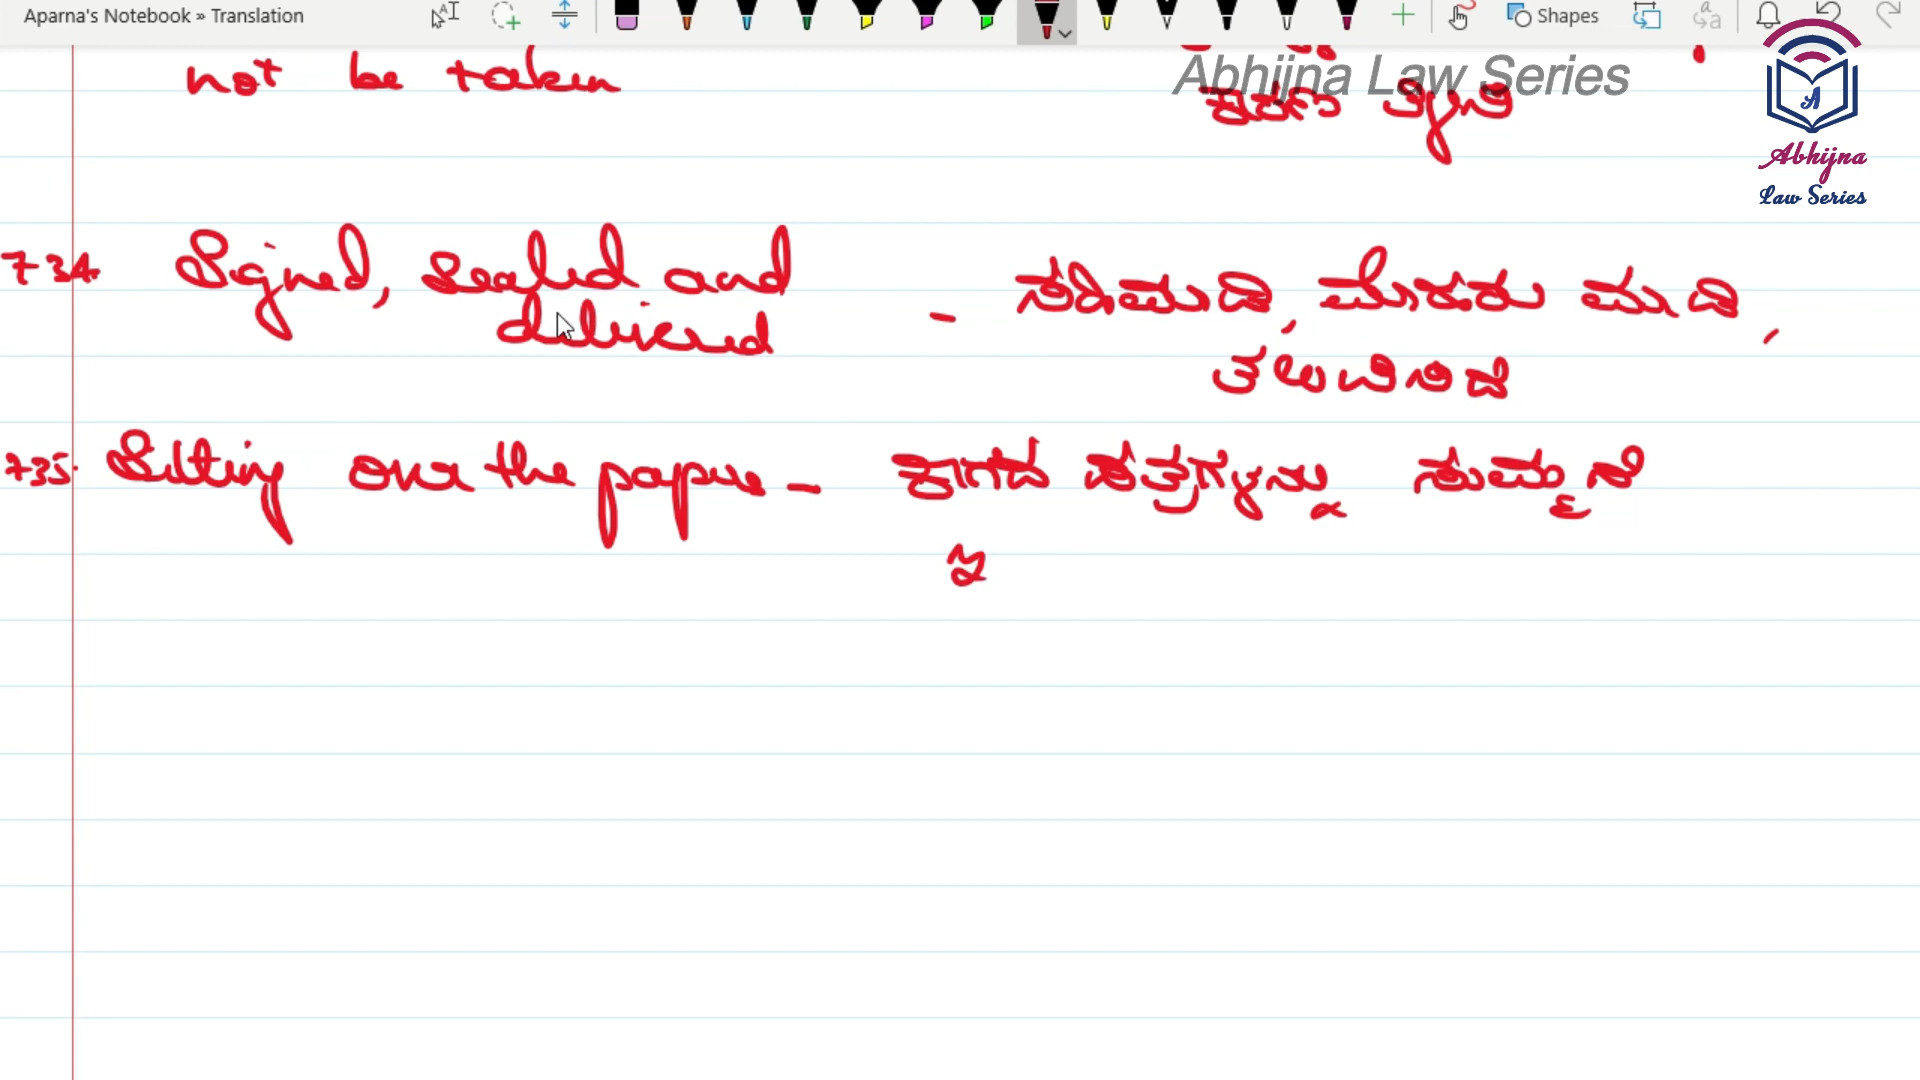 Aparna's Notebook » Translation
Shapes
Abhijna Law Series
Abhijna
Law Series
not be taken
734. Signed, sealed and - ಸಹಿಮಾಡಿ, ಮೊಹರು ಮಾಡಿ,
delivered
ತಲುಪಿಸಿದೆ
735. Sitting over the papers - ಕಾಗದ ಪತ್ರಗಳನ್ನು ಸುಮ್ಮನೆ